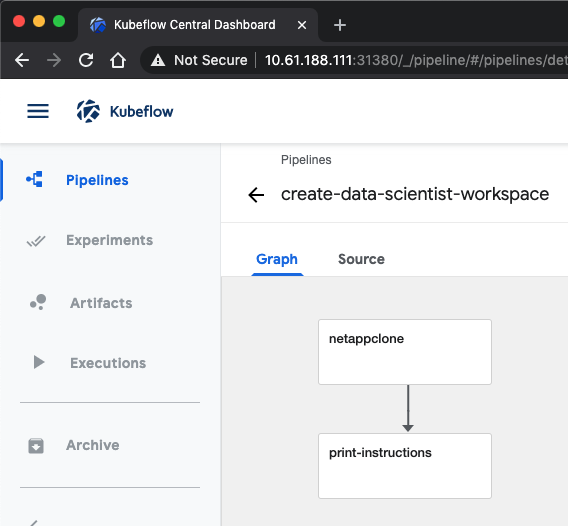 Kubeflow Central Dashboard
Not Secure | 10.61.188.111:31380/_/pipeline/#/pipelines/det
Kubeflow
Pipelines
Experiments
Artifacts
Executions
Archive
Pipelines
create-data-scientist-workspace
Graph Source
netappclone
print-instructions